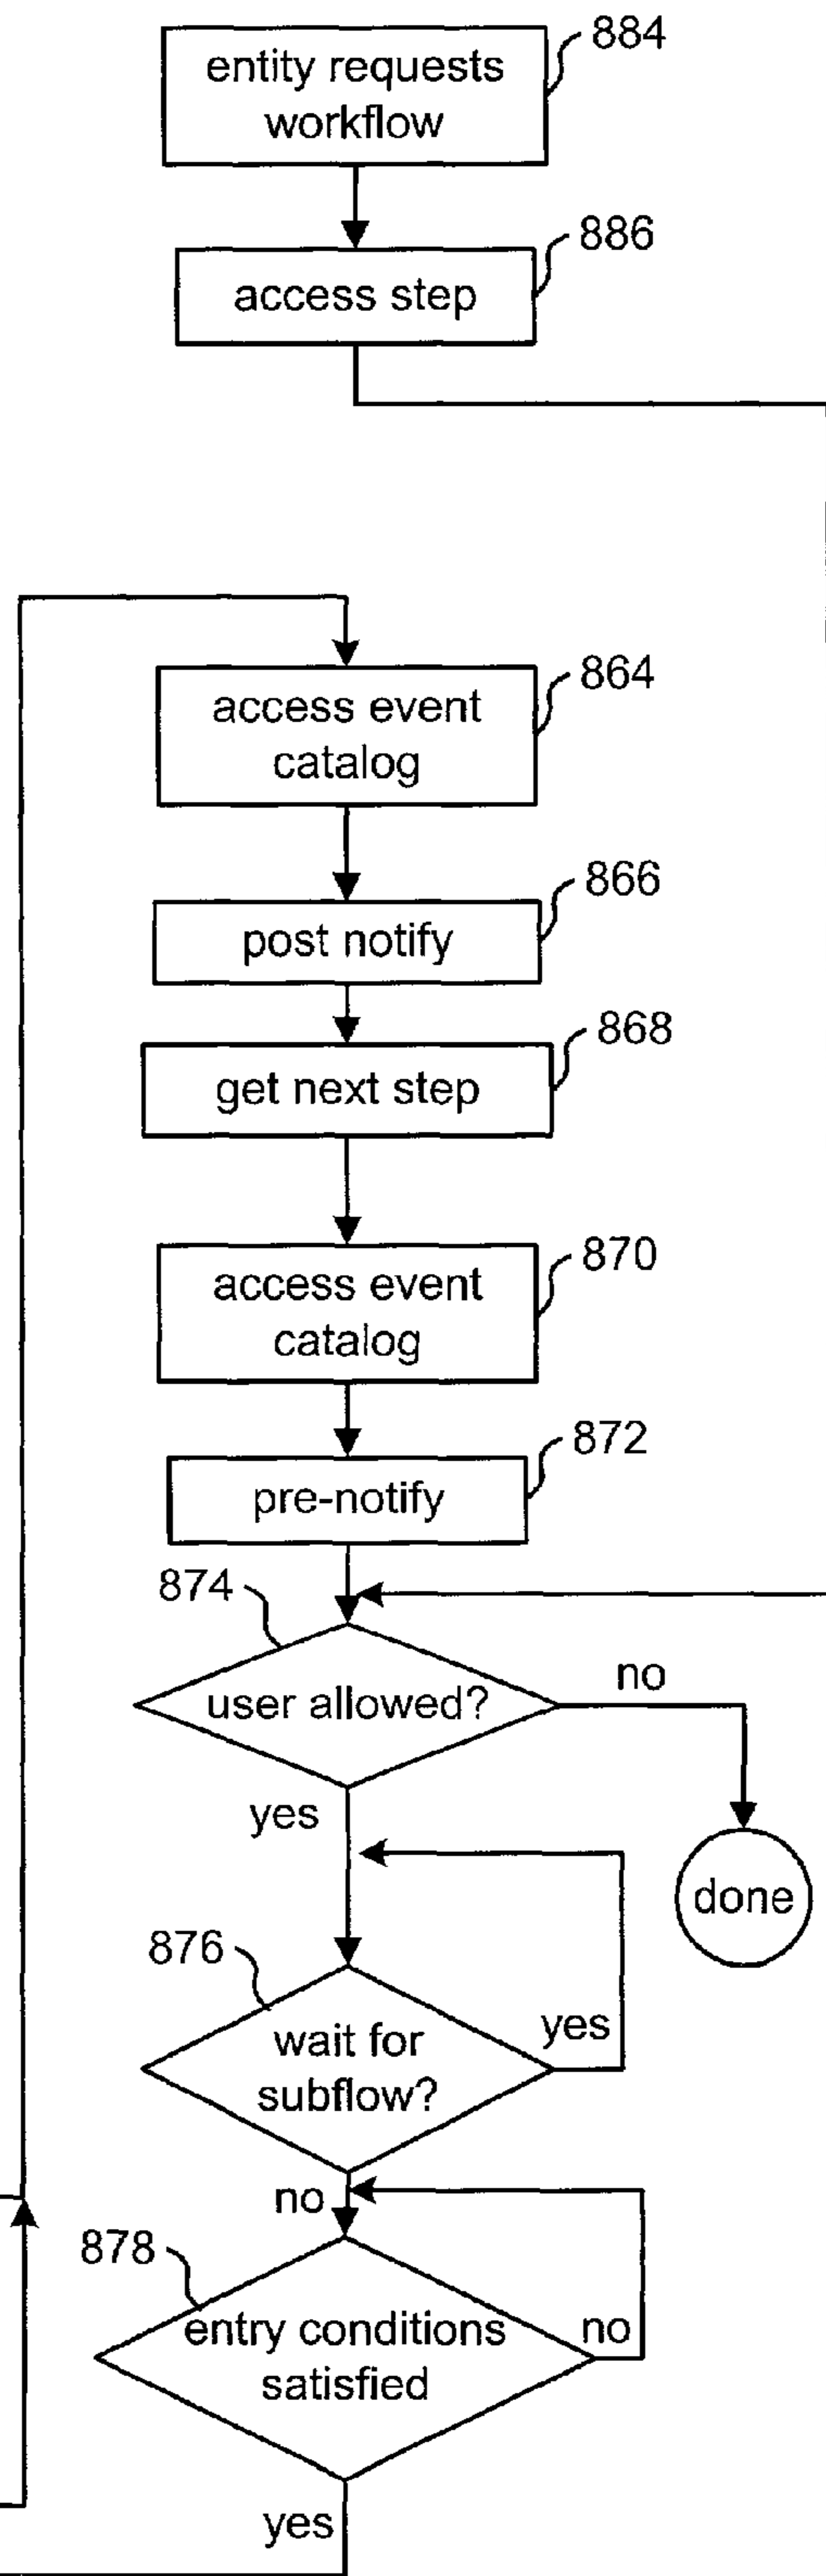 884
entity requests
workflow
886
access step
864
access event
catalog
866
post notify
868
get next step
870
access event
catalog
872
pre-notify
874
user allowed?
no
yes
done
876
wait for
subflow?
yes
no
878
entry conditions
satisfied
no
yes